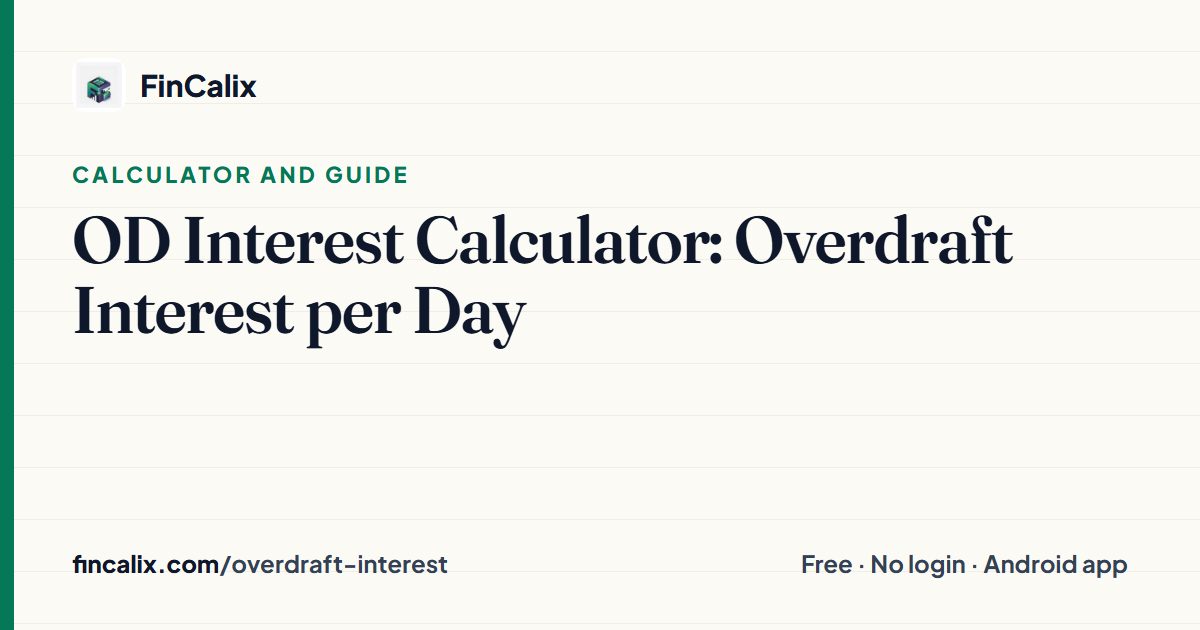 FinCalix
CALCULATOR AND GUIDE
OD Interest Calculator: Overdraft
Interest per Day
fincalix.com/overdraft-interest
Free · No login · Android app